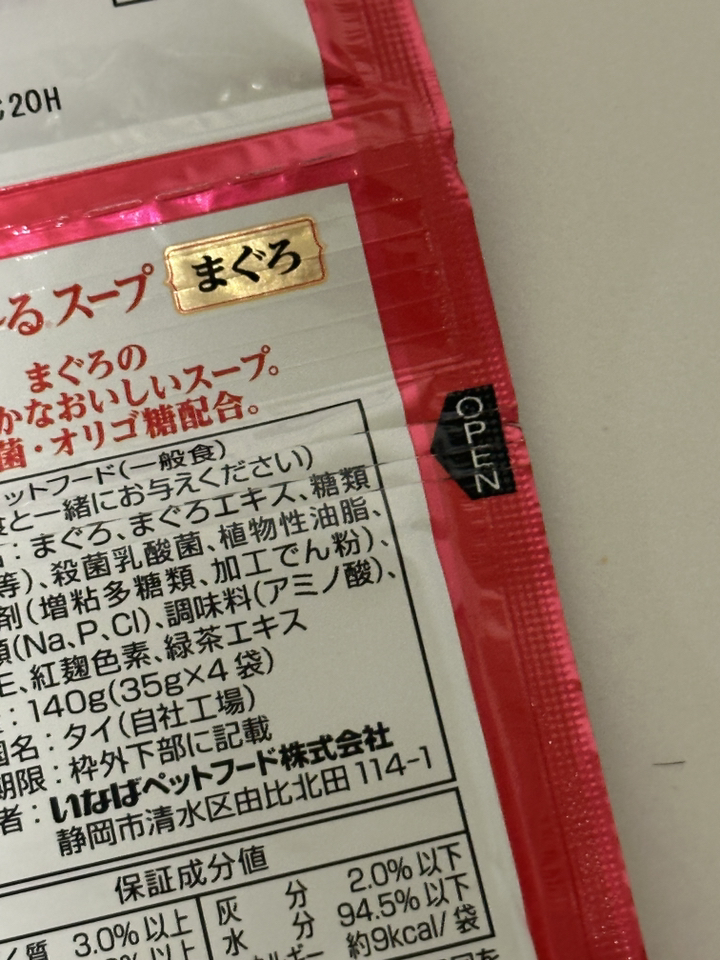 20H
るスープ
まぐろ
まぐろの
かなおいしいスープ。
菌・オリゴ糖配合。
ットフード(一般食)
食と一緒にお与えください)
：まぐろ、まぐろエキス、糖類
等)、殺菌乳酸菌、植物性油脂、
剤(増粘多糖類、加工でん粉)、
類(Na、P、Cl)、調味料(アミノ酸)、
E、紅麹色素、緑茶エキス
：140g(35g×4袋)
国名：タイ(自社工場)
期限：枠外下部に記載
者：いなばペットフード株式会社
静岡市清水区由比北田114-1
OPEN
保証成分値
質 3.0%以上 灰分 2.0%以下
以上 水分 94.5%以下
約9kcal/袋